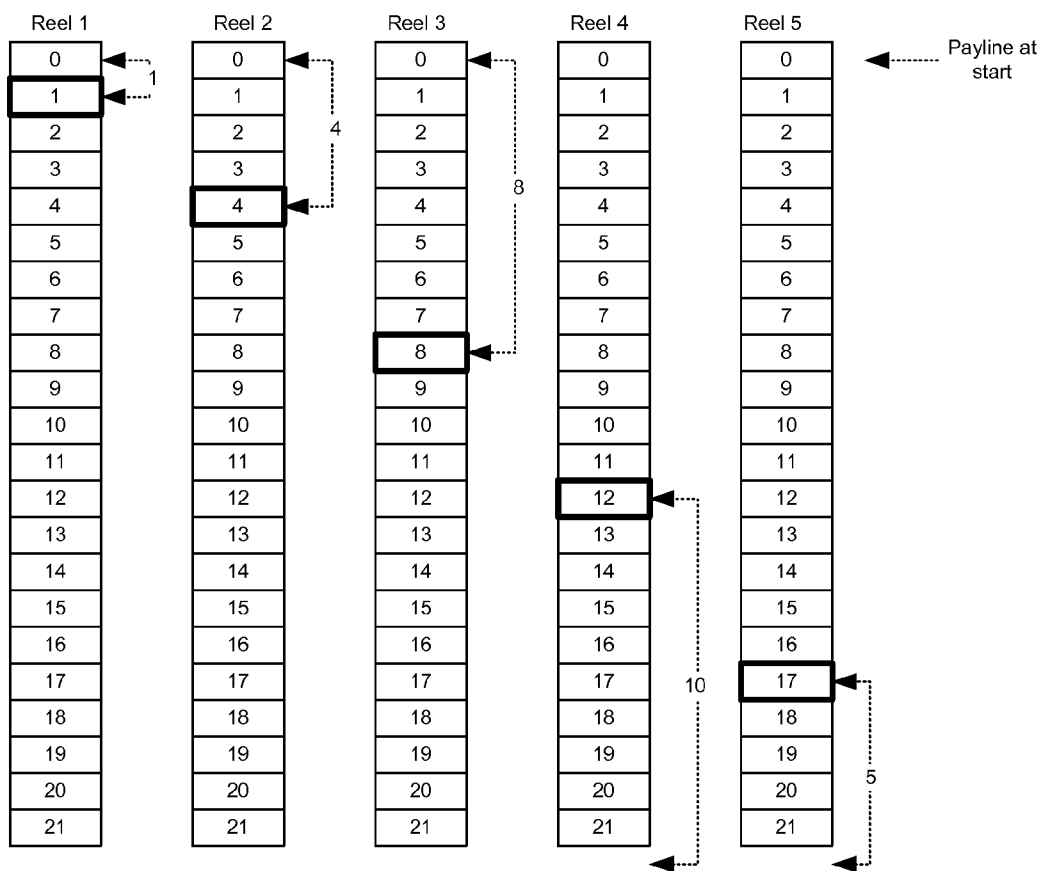 Reel 1 Reel 2 Reel 3 Reel 4 Reel 5
0 0 0 0 0 Payline at
start
1
1 1 1 1 1
2 2 2 2 2
4
3 3 3 3 3
8
4 4 4 4 4
5 5 5 5 5
6 6 6 6 6
7 7 7 7 7
8 8 8 8 8
9 9 9 9 9
10 10 10 10 10
11 11 11 11 11
12 12 12 12 12
13 13 13 13 13
14 14 14 14 14
15 15 15 15 15
16 16 16 16 16
17 17 17 17 10 17
18 18 18 18 18
19 19 19 19 19
20 20 20 20 20 5
21 21 21 21 21